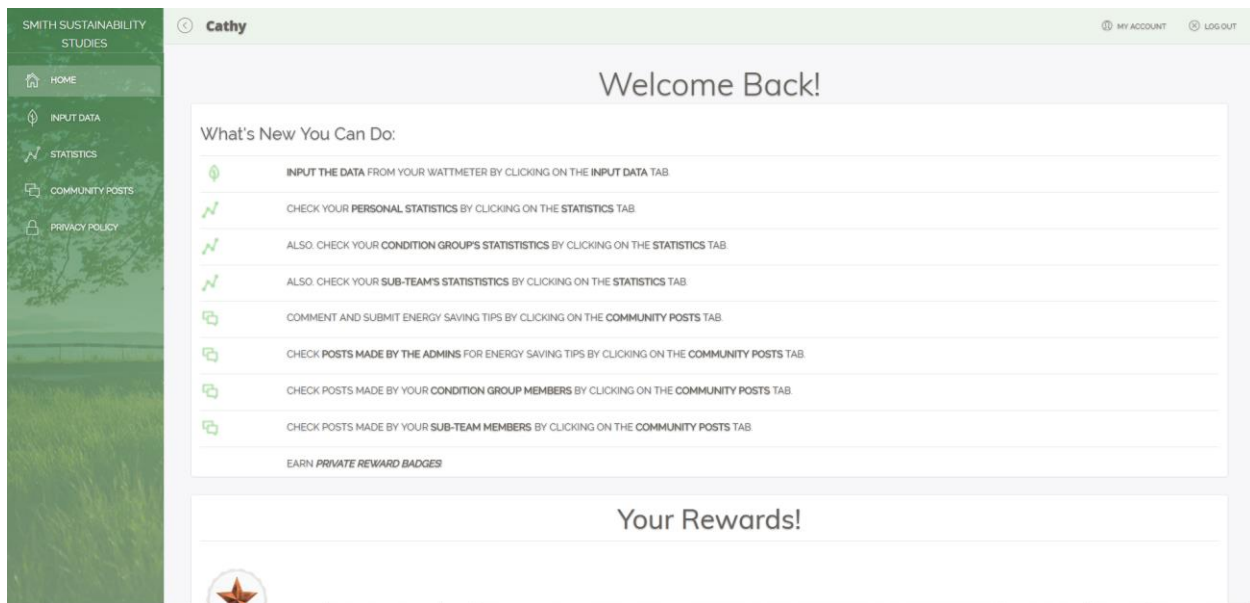 SMITH SUSTAINABILITY
STUDIES
Cathy
MY ACCOUNT
LOG OUT
HOME
INPUT DATA
STATISTICS
COMMUNITY POSTS
PRIVACY POLICY
Welcome Back!
What's New You Can Do:
INPUT THE DATA FROM YOUR WATTMETER BY CLICKING ON THE INPUT DATA TAB.
CHECK YOUR PERSONAL STATISTICS BY CLICKING ON THE STATISTICS TAB.
ALSO, CHECK YOUR CONDITION GROUP'S STATISTISTICS BY CLICKING ON THE STATISTICS TAB.
ALSO, CHECK YOUR SUB-TEAM'S STATISTISTICS BY CLICKING ON THE STATISTICS TAB.
COMMENT AND SUBMIT ENERGY SAVING TIPS BY CLICKING ON THE COMMUNITY POSTS TAB.
CHECK POSTS MADE BY THE ADMINS FOR ENERGY SAVING TIPS BY CLICKING ON THE COMMUNITY POSTS TAB.
CHECK POSTS MADE BY YOUR CONDITION GROUP MEMBERS BY CLICKING ON THE COMMUNITY POSTS TAB.
CHECK POSTS MADE BY YOUR SUB-TEAM MEMBERS BY CLICKING ON THE COMMUNITY POSTS TAB.
EARN PRIVATE REWARD BADGES!
Your Rewards!